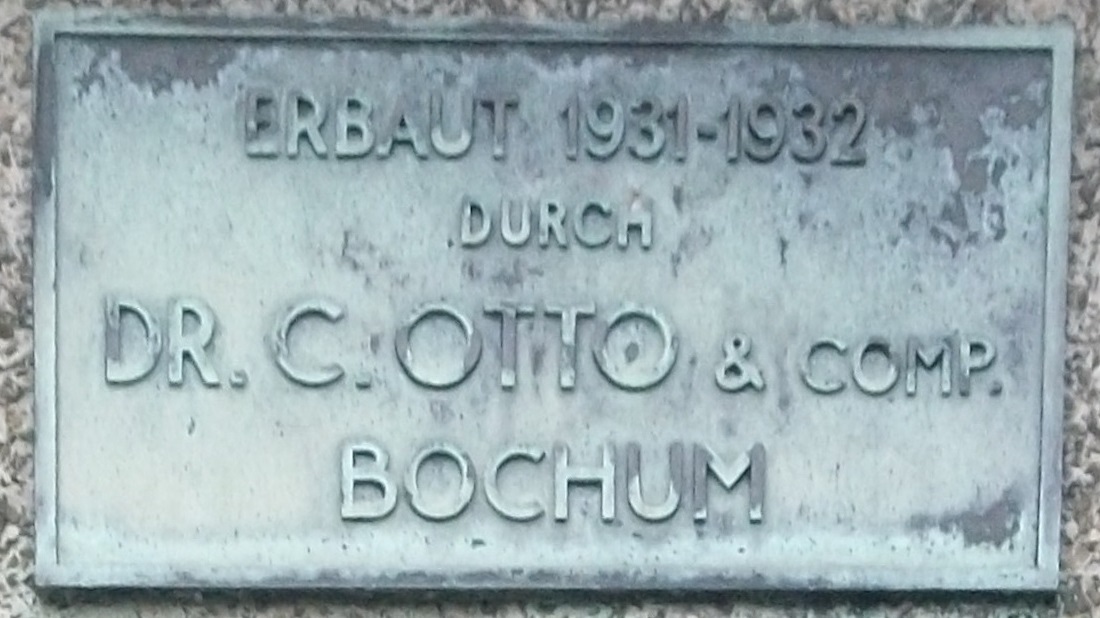 ERBAUT 1931-1932
DURCH
DR. C. OTTO & COMP.
BOCHUM